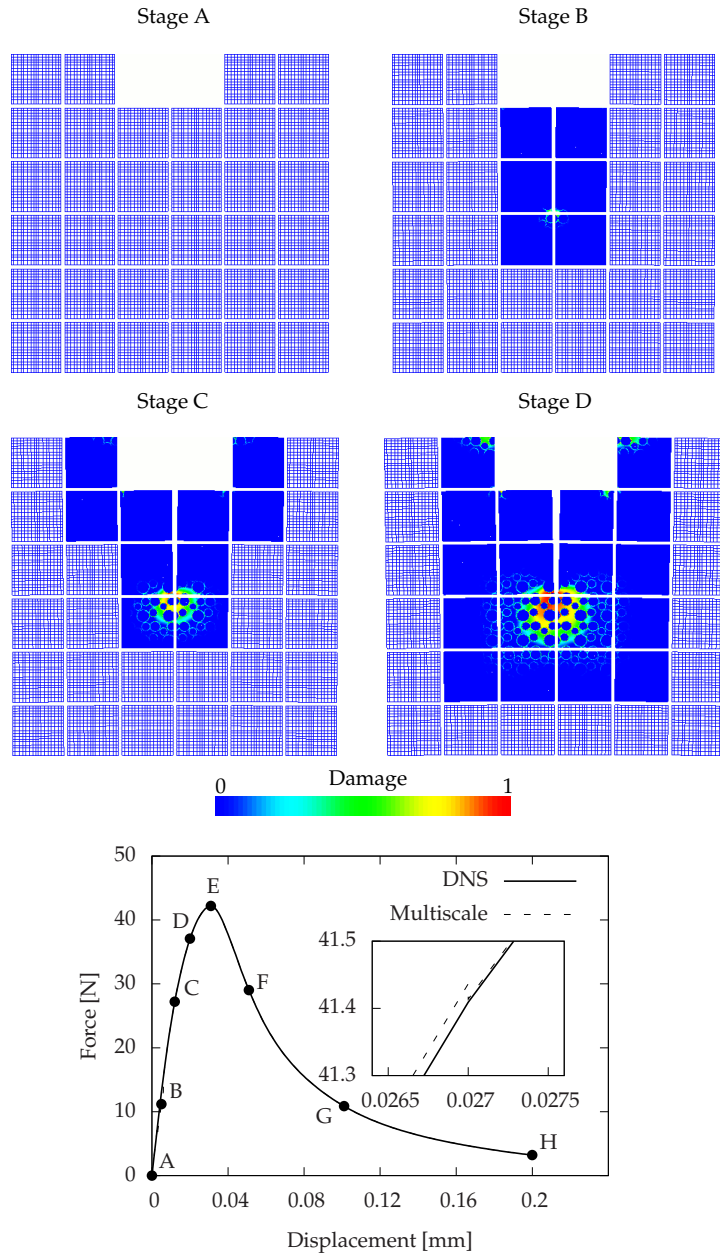 Stage A
Stage B
Stage C
Stage D
Damage
0 1
50
40
30
20
10
0
Force [N]
0 0.04 0.08 0.12 0.16 0.2
Displacement [mm]
A
B
C
D
E
F
G
H
DNS
Multiscale
41.5
41.4
41.3
0.0265 0.027 0.0275